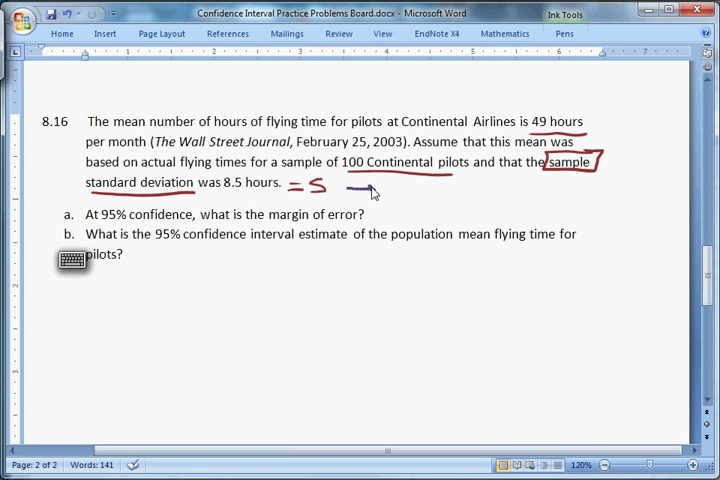 Confidence Interval Practice Problems Board.docx - Microsoft Word
Ink Tools
Home Insert Page Layout References Mailings Review View EndNote X4 Mathematics Pens
8.16 The mean number of hours of flying time for pilots at Continental Airlines is 49 hours
per month (The Wall Street Journal, February 25, 2003). Assume that this mean was
based on actual flying times for a sample of 100 Continental pilots and that the sample
standard deviation was 8.5 hours. = S
a. At 95% confidence, what is the margin of error?
b. What is the 95% confidence interval estimate of the population mean flying time for
pilots?
Page: 2 of 2 Words: 141 120%